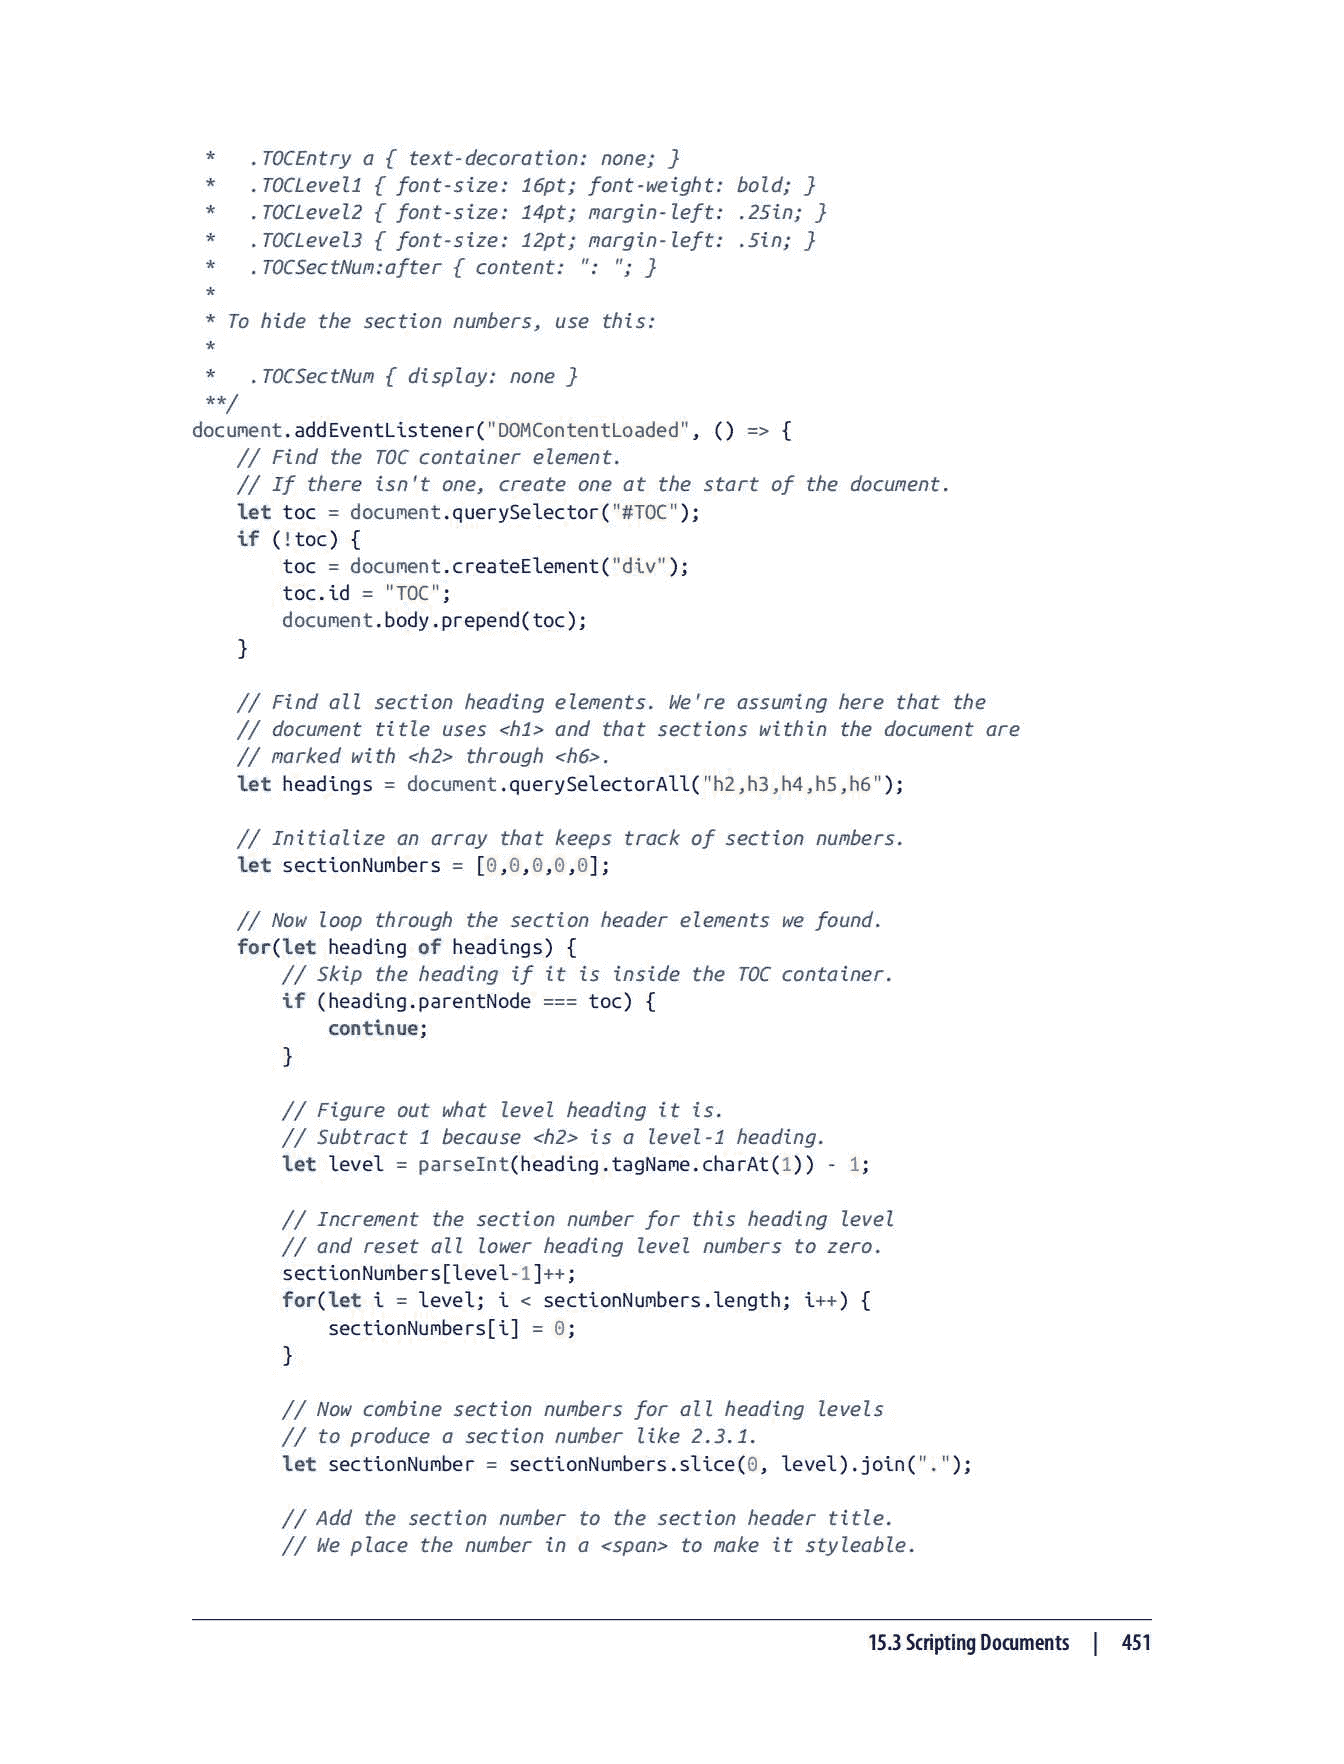 *   .TOCEntry a { text-decoration: none; }
*   .TOCLevel1 { font-size: 16pt; font-weight: bold; }
*   .TOCLevel2 { font-size: 14pt; margin-left: .25in; }
*   .TOCLevel3 { font-size: 12pt; margin-left: .5in; }
*   .TOCSectNum:after { content: ": "; }
*
* To hide the section numbers, use this:
*
*   .TOCSectNum { display: none }
**/
document.addEventListener("DOMContentLoaded", () => {
    // Find the TOC container element.
    // If there isn't one, create one at the start of the document.
    let toc = document.querySelector("#TOC");
    if (!toc) {
        toc = document.createElement("div");
        toc.id = "TOC";
        document.body.prepend(toc);
    }
    // Find all section heading elements. We're assuming here that the
    // document title uses <h1> and that sections within the document are
    // marked with <h2> through <h6>.
    let headings = document.querySelectorAll("h2,h3,h4,h5,h6");
    // Initialize an array that keeps track of section numbers.
    let sectionNumbers = [0,0,0,0,0];
    // Now loop through the section header elements we found.
    for(let heading of headings) {
        // Skip the heading if it is inside the TOC container.
        if (heading.parentNode === toc) {
            continue;
        }
        // Figure out what level heading it is.
        // Subtract 1 because <h2> is a level-1 heading.
        let level = parseInt(heading.tagName.charAt(1)) - 1;
        // Increment the section number for this heading level
        // and reset all lower heading level numbers to zero.
        sectionNumbers[level-1]++;
        for(let i = level; i < sectionNumbers.length; i++) {
            sectionNumbers[i] = 0;
        }
        // Now combine section numbers for all heading levels
        // to produce a section number like 2.3.1.
        let sectionNumber = sectionNumbers.slice(0, level).join(".");
        // Add the section number to the section header title.
        // We place the number in a <span> to make it styleable.
15.3 Scripting Documents | 451